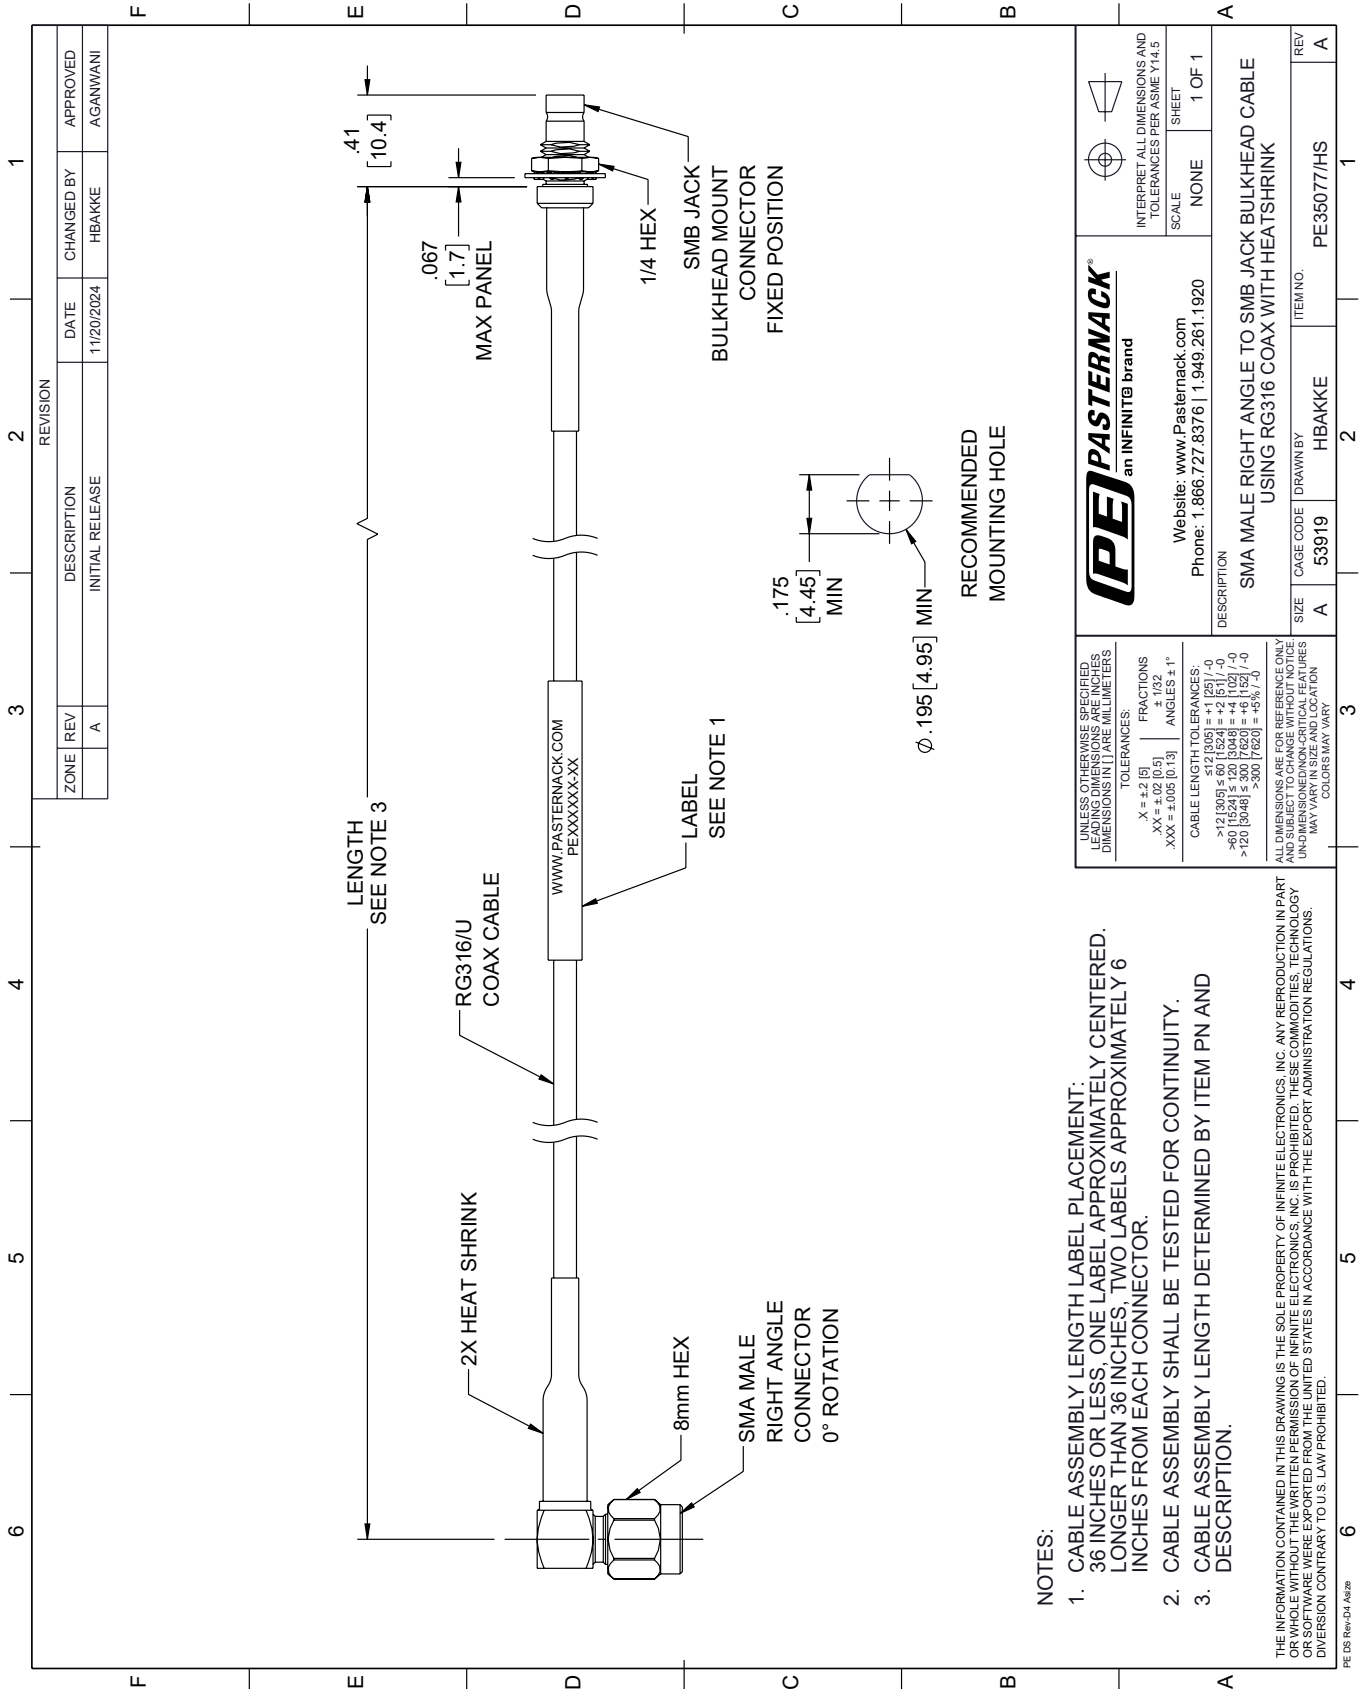 6
5
4
3
2
1
F
E
D
C
B
A
F
E
D
C
B
A
REVISION
ZONE
REV
DESCRIPTION
DATE
CHANGED BY
APPROVED
A
INITIAL RELEASE
11/20/2024
HBAKKE
AGANWANI
LENGTH
SEE NOTE 3
.41
[10.4]
.067
[1.7]
MAX PANEL
2X HEAT SHRINK
RG316/U
COAX CABLE
WWW.PASTERNACK.COM
PEXXXXXX-XX
8mm HEX
SMA MALE
RIGHT ANGLE
CONNECTOR
0° ROTATION
LABEL
SEE NOTE 1
1/4 HEX
SMB JACK
BULKHEAD MOUNT
CONNECTOR
FIXED POSITION
.175
[4.45]
MIN
Ø.195[4.95] MIN
RECOMMENDED
MOUNTING HOLE
NOTES:
1. CABLE ASSEMBLY LENGTH LABEL PLACEMENT:
36 INCHES OR LESS, ONE LABEL APPROXIMATELY CENTERED.
LONGER THAN 36 INCHES, TWO LABELS APPROXIMATELY 6
INCHES FROM EACH CONNECTOR.
2. CABLE ASSEMBLY SHALL BE TESTED FOR CONTINUITY.
3. CABLE ASSEMBLY LENGTH DETERMINED BY ITEM PN AND
DESCRIPTION.
THE INFORMATION CONTAINED IN THIS DRAWING IS THE SOLE PROPERTY OF INFINITE ELECTRONICS, INC. ANY REPRODUCTION IN PART
OR WHOLE WITHOUT THE WRITTEN PERMISSION OF INFINITE ELECTRONICS, INC. IS PROHIBITED. THESE COMMODITIES, TECHNOLOGY
OR SOFTWARE WERE EXPORTED FROM THE UNITED STATES IN ACCORDANCE WITH THE EXPORT ADMINISTRATION REGULATIONS.
DIVERSION CONTRARY TO U.S. LAW PROHIBITED.
UNLESS OTHERWISE SPECIFIED
LEADING DIMENSIONS ARE INCHES
DIMENSIONS IN [ ] ARE MILLIMETERS
TOLERANCES:
.X = ±.2 [5]
.XX = ±.02 [0.5]
.XXX = ±.005 [0.13]
FRACTIONS
± 1/32
ANGLES ± 1°
CABLE LENGTH TOLERANCES:
≤12 [305] = +1 [25] / -0
>12 [305] ≤ 60 [1524] = +2 [51] / -0
>60 [1524] ≤ 120 [3048] = +4 [102] / -0
>120 [3048] ≤ 300 [7620] = +6 [152] / -0
>300 [7620] = +5% / -0
ALL DIMENSIONS ARE FOR REFERENCE ONLY
AND SUBJECT TO CHANGE WITHOUT NOTICE.
UN-DIMENSIONED/NON-CRITICAL FEATURES
MAY VARY IN SIZE AND LOCATION
COLORS MAY VARY
PE PASTERNACK®
an INFINIT@ brand
Website: www.Pasternack.com
Phone: 1.866.727.8376 | 1.949.261.1920
INTERPRET ALL DIMENSIONS AND
TOLERANCES PER ASME Y14.5
SCALE
NONE
SHEET
1 OF 1
DESCRIPTION
SMA MALE RIGHT ANGLE TO SMB JACK BULKHEAD CABLE
USING RG316 COAX WITH HEATSHRINK
SIZE
A
CAGE CODE
53919
DRAWN BY
HBAKKE
ITEM NO.
PE35077/HS
REV
A
6
5
4
3
2
1
PE DS Rev-D4 Asize